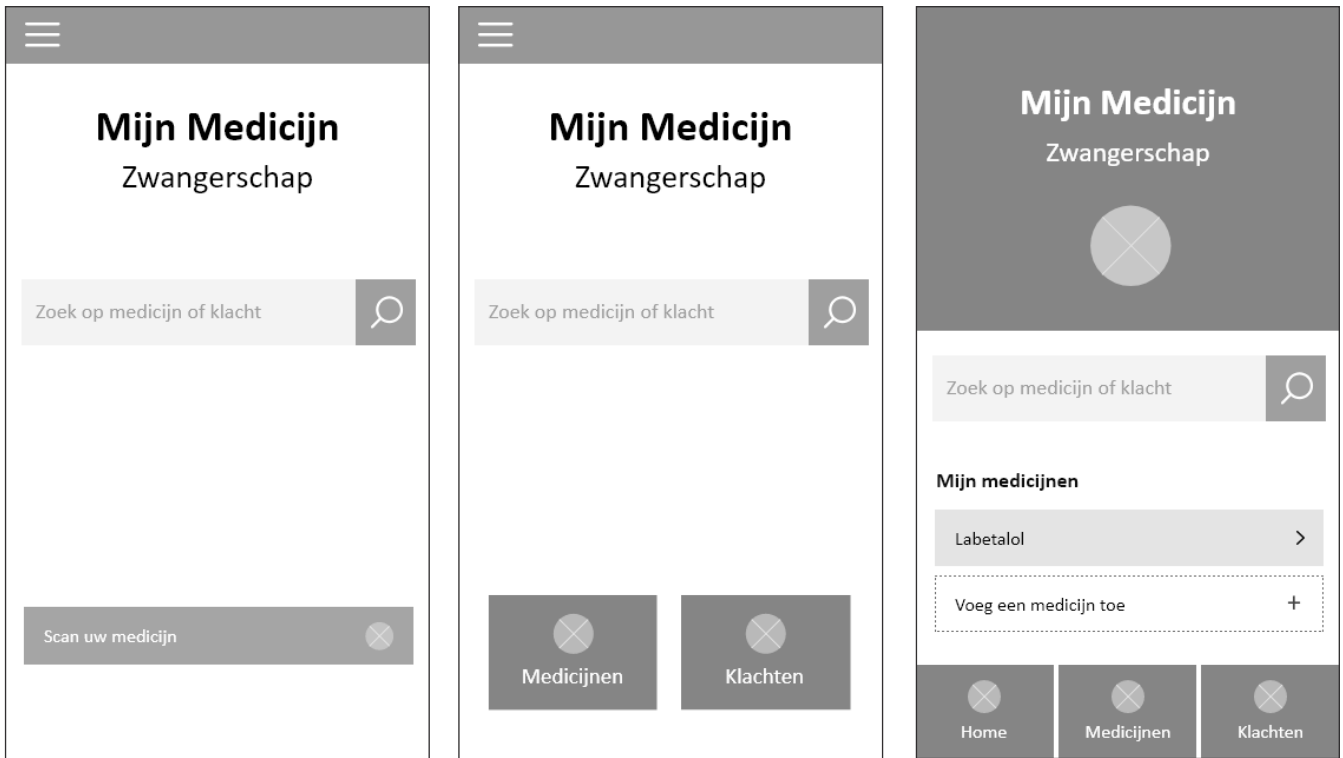 Mijn Medicijn
Zwangerschap
Zoek op medicijn of klacht
Scan uw medicijn
Mijn Medicijn
Zwangerschap
Zoek op medicijn of klacht
Medicijnen
Klachten
Mijn Medicijn
Zwangerschap
Zoek op medicijn of klacht
Mijn medicijnen
Labetalol
Voeg een medicijn toe
Home
Medicijnen
Klachten